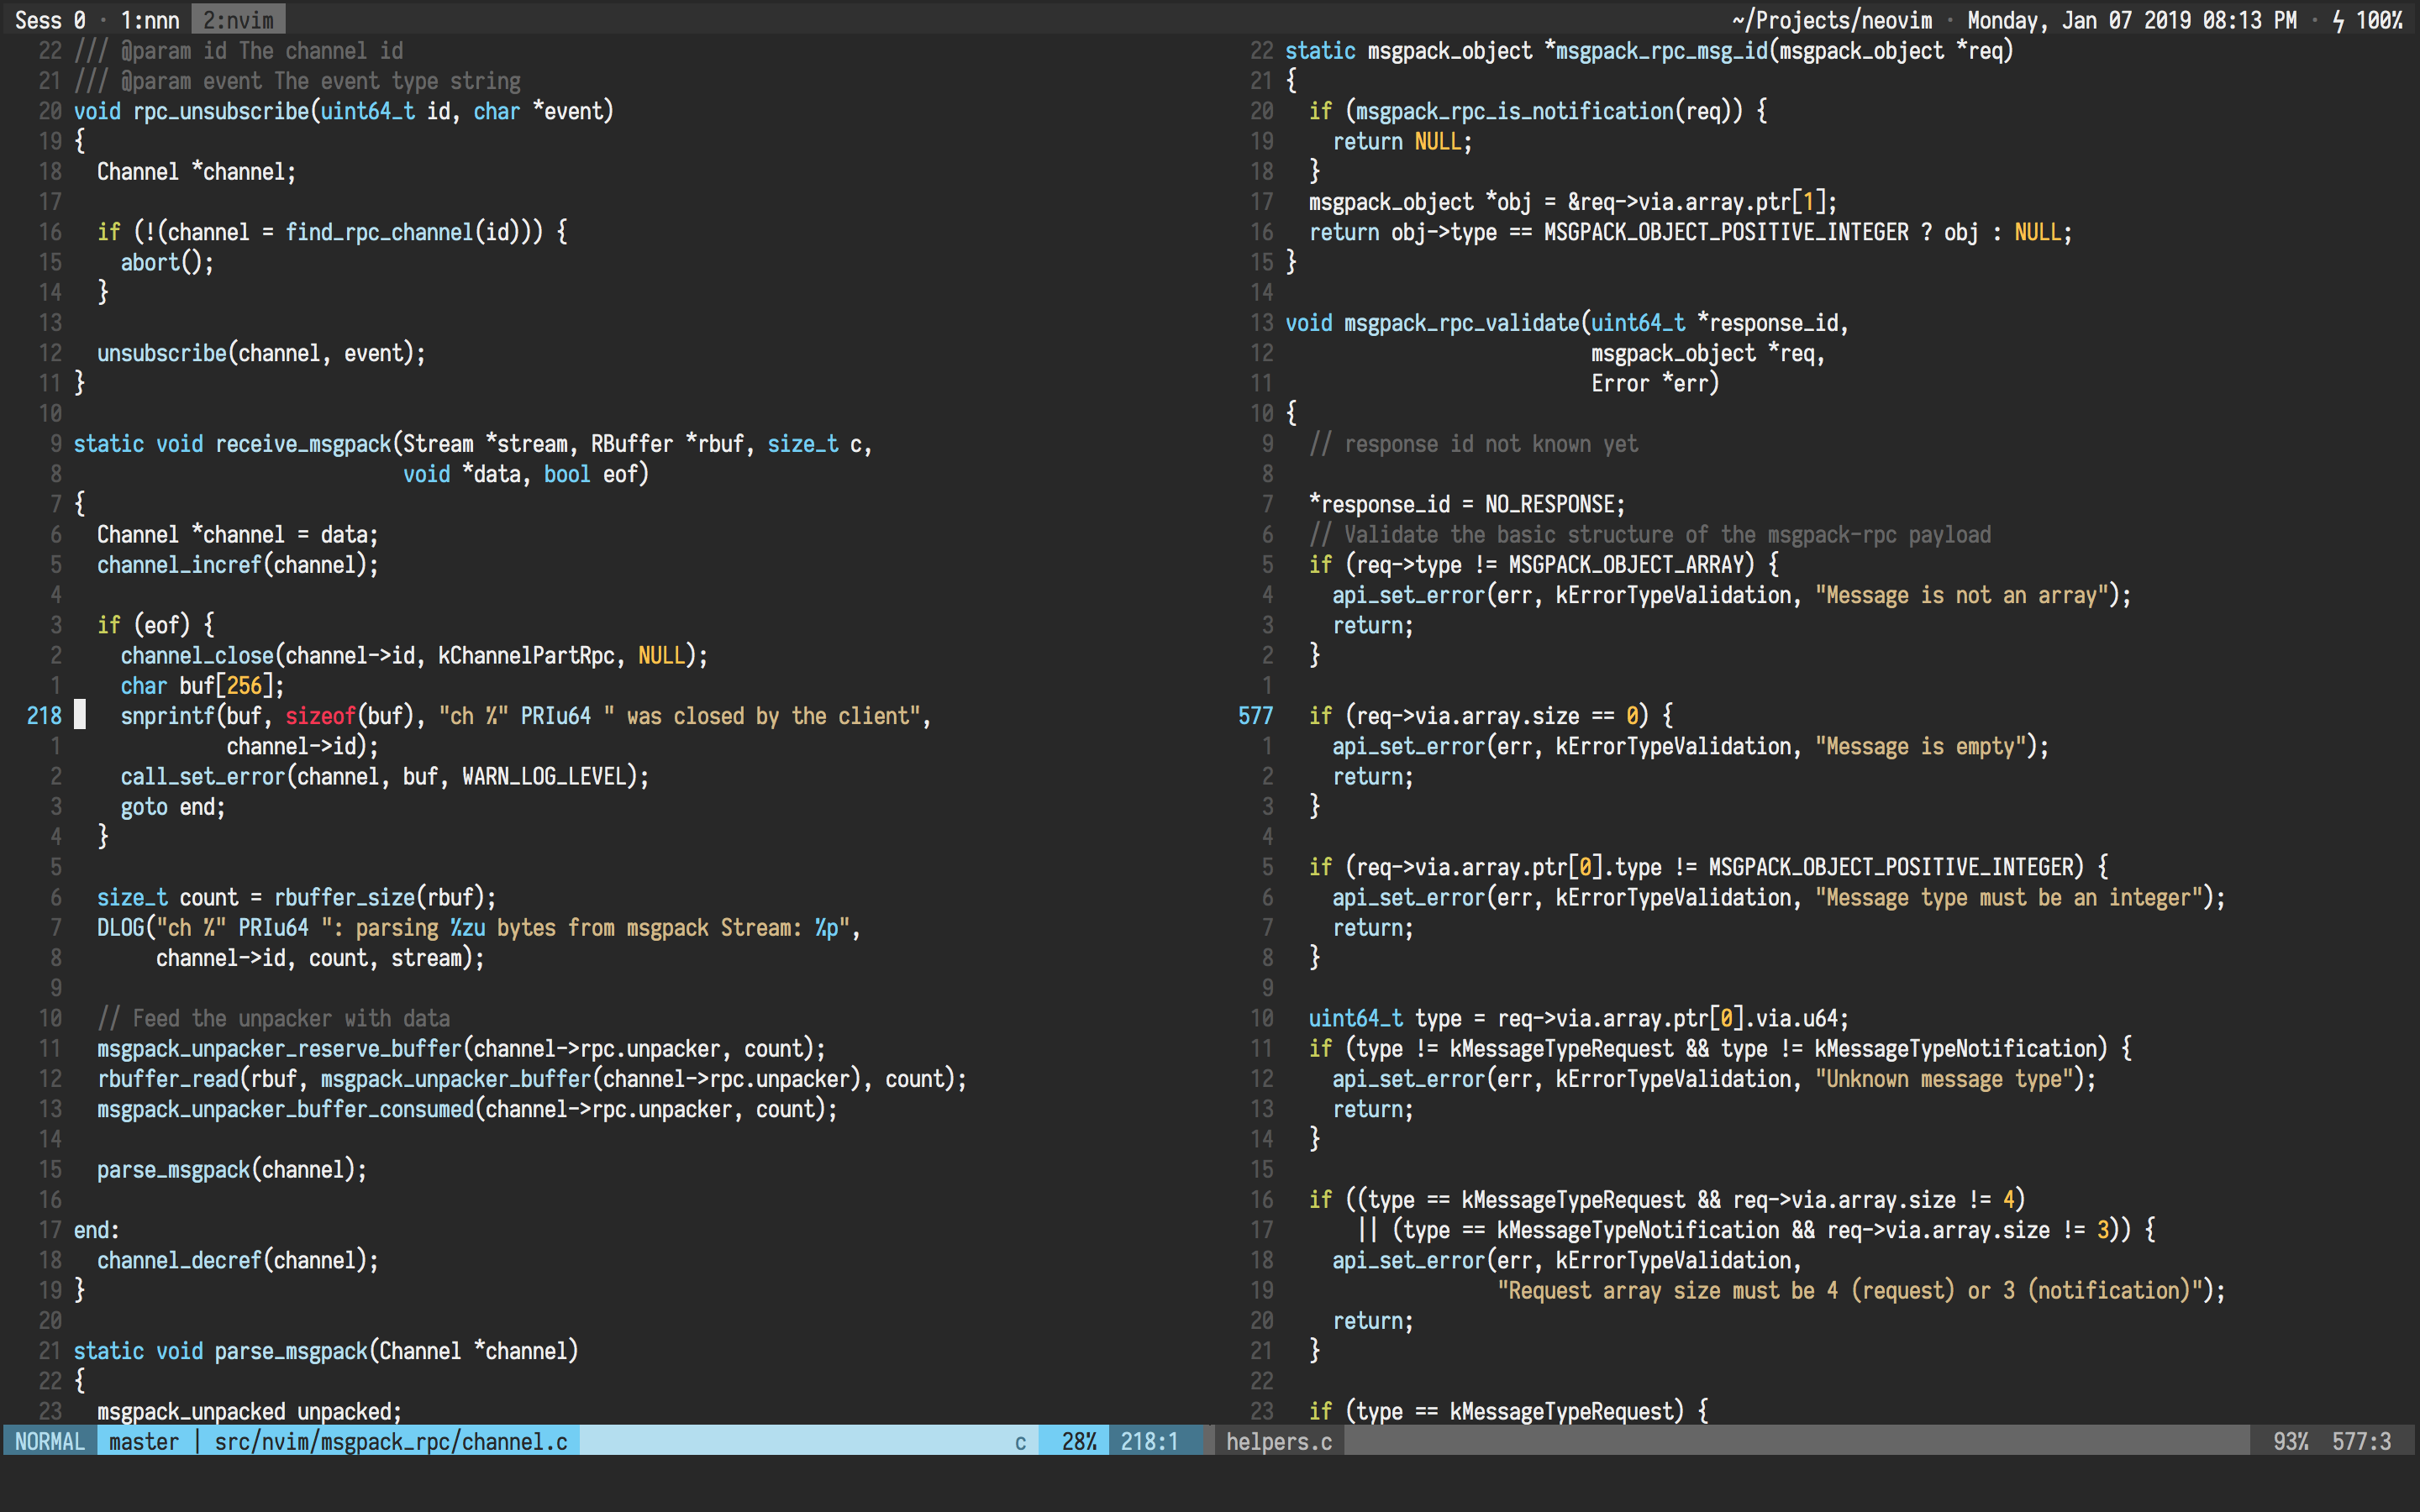 Sess 0 · 1:nnn 2:nvim ~/Projects/neovim · Monday, Jan 07 2019 08:13 PM · ϟ 100%
22 /// @param id The channel id
21 /// @param event The event type string
20 void rpc_unsubscribe(uint64_t id, char *event)
19 {
18   Channel *channel;
17
16   if (!(channel = find_rpc_channel(id))) {
15     abort();
14   }
13
12   unsubscribe(channel, event);
11 }
10
9 static void receive_msgpack(Stream *stream, RBuffer *rbuf, size_t c,
8                             void *data, bool eof)
7 {
6   Channel *channel = data;
5   channel_incref(channel);
4
3   if (eof) {
2     channel_close(channel->id, kChannelPartRpc, NULL);
1     char buf[256];
218     snprintf(buf, sizeof(buf), "ch %" PRIu64 " was closed by the client",
1              channel->id);
2     call_set_error(channel, buf, WARN_LOG_LEVEL);
3     goto end;
4   }
5
6   size_t count = rbuffer_size(rbuf);
7   DLOG("ch %" PRIu64 ": parsing %zu bytes from msgpack Stream: %p",
8        channel->id, count, stream);
9
10   // Feed the unpacker with data
11   msgpack_unpacker_reserve_buffer(channel->rpc.unpacker, count);
12   rbuffer_read(rbuf, msgpack_unpacker_buffer(channel->rpc.unpacker), count);
13   msgpack_unpacker_buffer_consumed(channel->rpc.unpacker, count);
14
15   parse_msgpack(channel);
16
17 end:
18   channel_decref(channel);
19 }
20
21 static void parse_msgpack(Channel *channel)
22 {
23   msgpack_unpacked unpacked;
NORMAL master | src/nvim/msgpack_rpc/channel.c c 28% 218:1
22 static msgpack_object *msgpack_rpc_msg_id(msgpack_object *req)
21 {
20   if (msgpack_rpc_is_notification(req)) {
19     return NULL;
18   }
17   msgpack_object *obj = &req->via.array.ptr[1];
16   return obj->type == MSGPACK_OBJECT_POSITIVE_INTEGER ? obj : NULL;
15 }
14
13 void msgpack_rpc_validate(uint64_t *response_id,
12                           msgpack_object *req,
11                           Error *err)
10 {
9   // response id not known yet
8
7   *response_id = NO_RESPONSE;
6   // Validate the basic structure of the msgpack-rpc payload
5   if (req->type != MSGPACK_OBJECT_ARRAY) {
4     api_set_error(err, kErrorTypeValidation, "Message is not an array");
3     return;
2   }
1
577   if (req->via.array.size == 0) {
1     api_set_error(err, kErrorTypeValidation, "Message is empty");
2     return;
3   }
4
5   if (req->via.array.ptr[0].type != MSGPACK_OBJECT_POSITIVE_INTEGER) {
6     api_set_error(err, kErrorTypeValidation, "Message type must be an integer");
7     return;
8   }
9
10   uint64_t type = req->via.array.ptr[0].via.u64;
11   if (type != kMessageTypeRequest && type != kMessageTypeNotification) {
12     api_set_error(err, kErrorTypeValidation, "Unknown message type");
13     return;
14   }
15
16   if ((type == kMessageTypeRequest && req->via.array.size != 4)
17       || (type == kMessageTypeNotification && req->via.array.size != 3)) {
18     api_set_error(err, kErrorTypeValidation,
19                   "Request array size must be 4 (request) or 3 (notification)");
20     return;
21   }
22
23   if (type == kMessageTypeRequest) {
helpers.c 93% 577:3